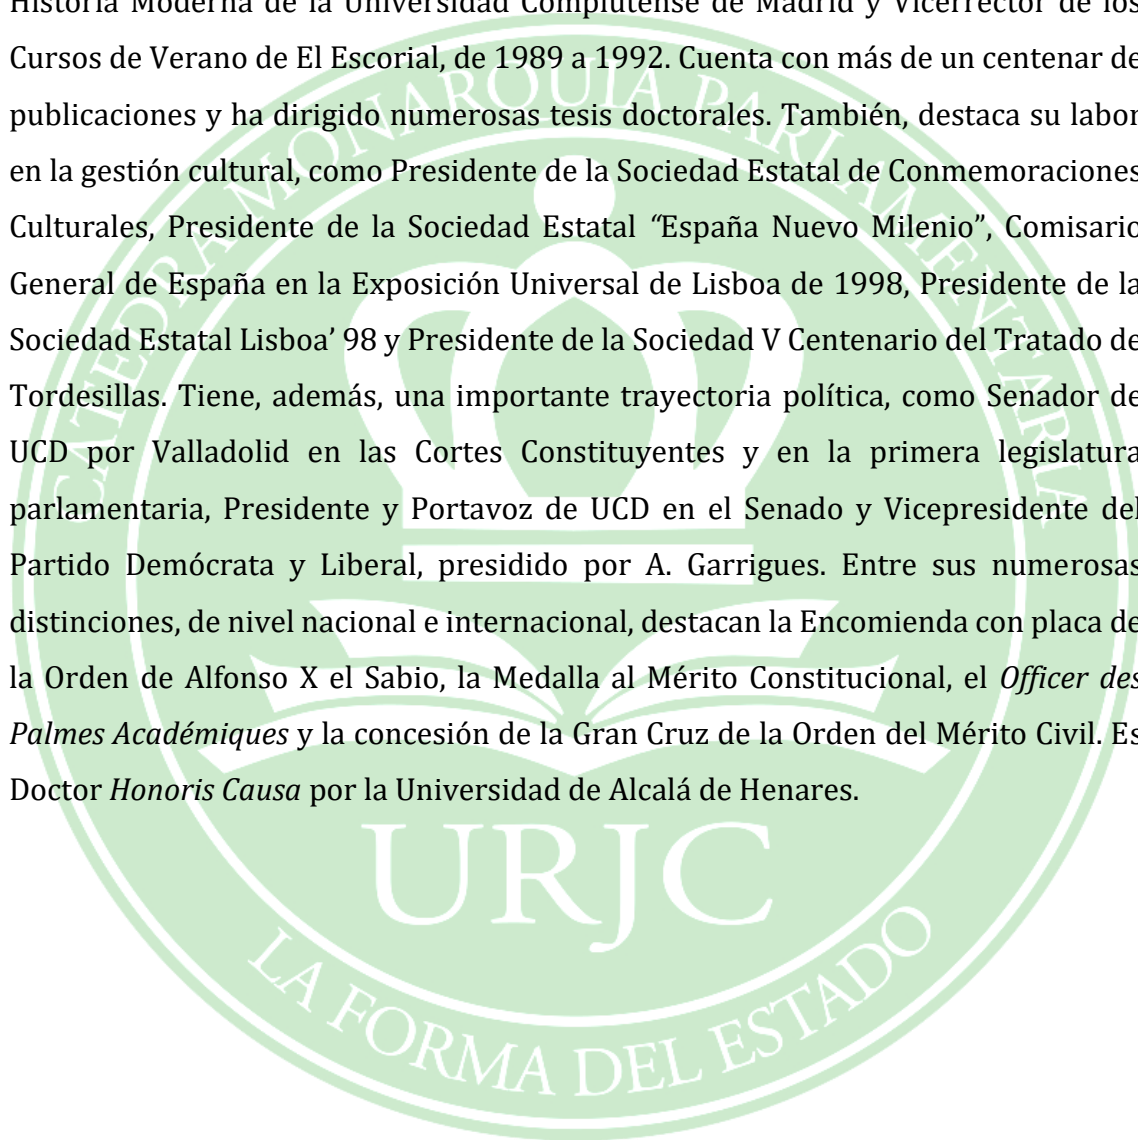 Historia Moderna de la Universidad Complutense de Madrid y Vicerrector de los
Cursos de Verano de El Escorial, de 1989 a 1992. Cuenta con más de un centenar de
publicaciones y ha dirigido numerosas tesis doctorales. También, destaca su labor
en la gestión cultural, como Presidente de la Sociedad Estatal de Conmemoraciones
Culturales, Presidente de la Sociedad Estatal “España Nuevo Milenio”, Comisario
General de España en la Exposición Universal de Lisboa de 1998, Presidente de la
Sociedad Estatal Lisboa’ 98 y Presidente de la Sociedad V Centenario del Tratado de
Tordesillas. Tiene, además, una importante trayectoria política, como Senador de
UCD por Valladolid en las Cortes Constituyentes y en la primera legislatura
parlamentaria, Presidente y Portavoz de UCD en el Senado y Vicepresidente del
Partido Demócrata y Liberal, presidido por A. Garrigues. Entre sus numerosas
distinciones, de nivel nacional e internacional, destacan la Encomienda con placa de
la Orden de Alfonso X el Sabio, la Medalla al Mérito Constitucional, el Officer des
Palmes Académiques y la concesión de la Gran Cruz de la Orden del Mérito Civil. Es
Doctor Honoris Causa por la Universidad de Alcalá de Henares.
CATEDRA MONARQUIA PARLAMENTARIA
URJC
LA FORMA DEL ESTADO